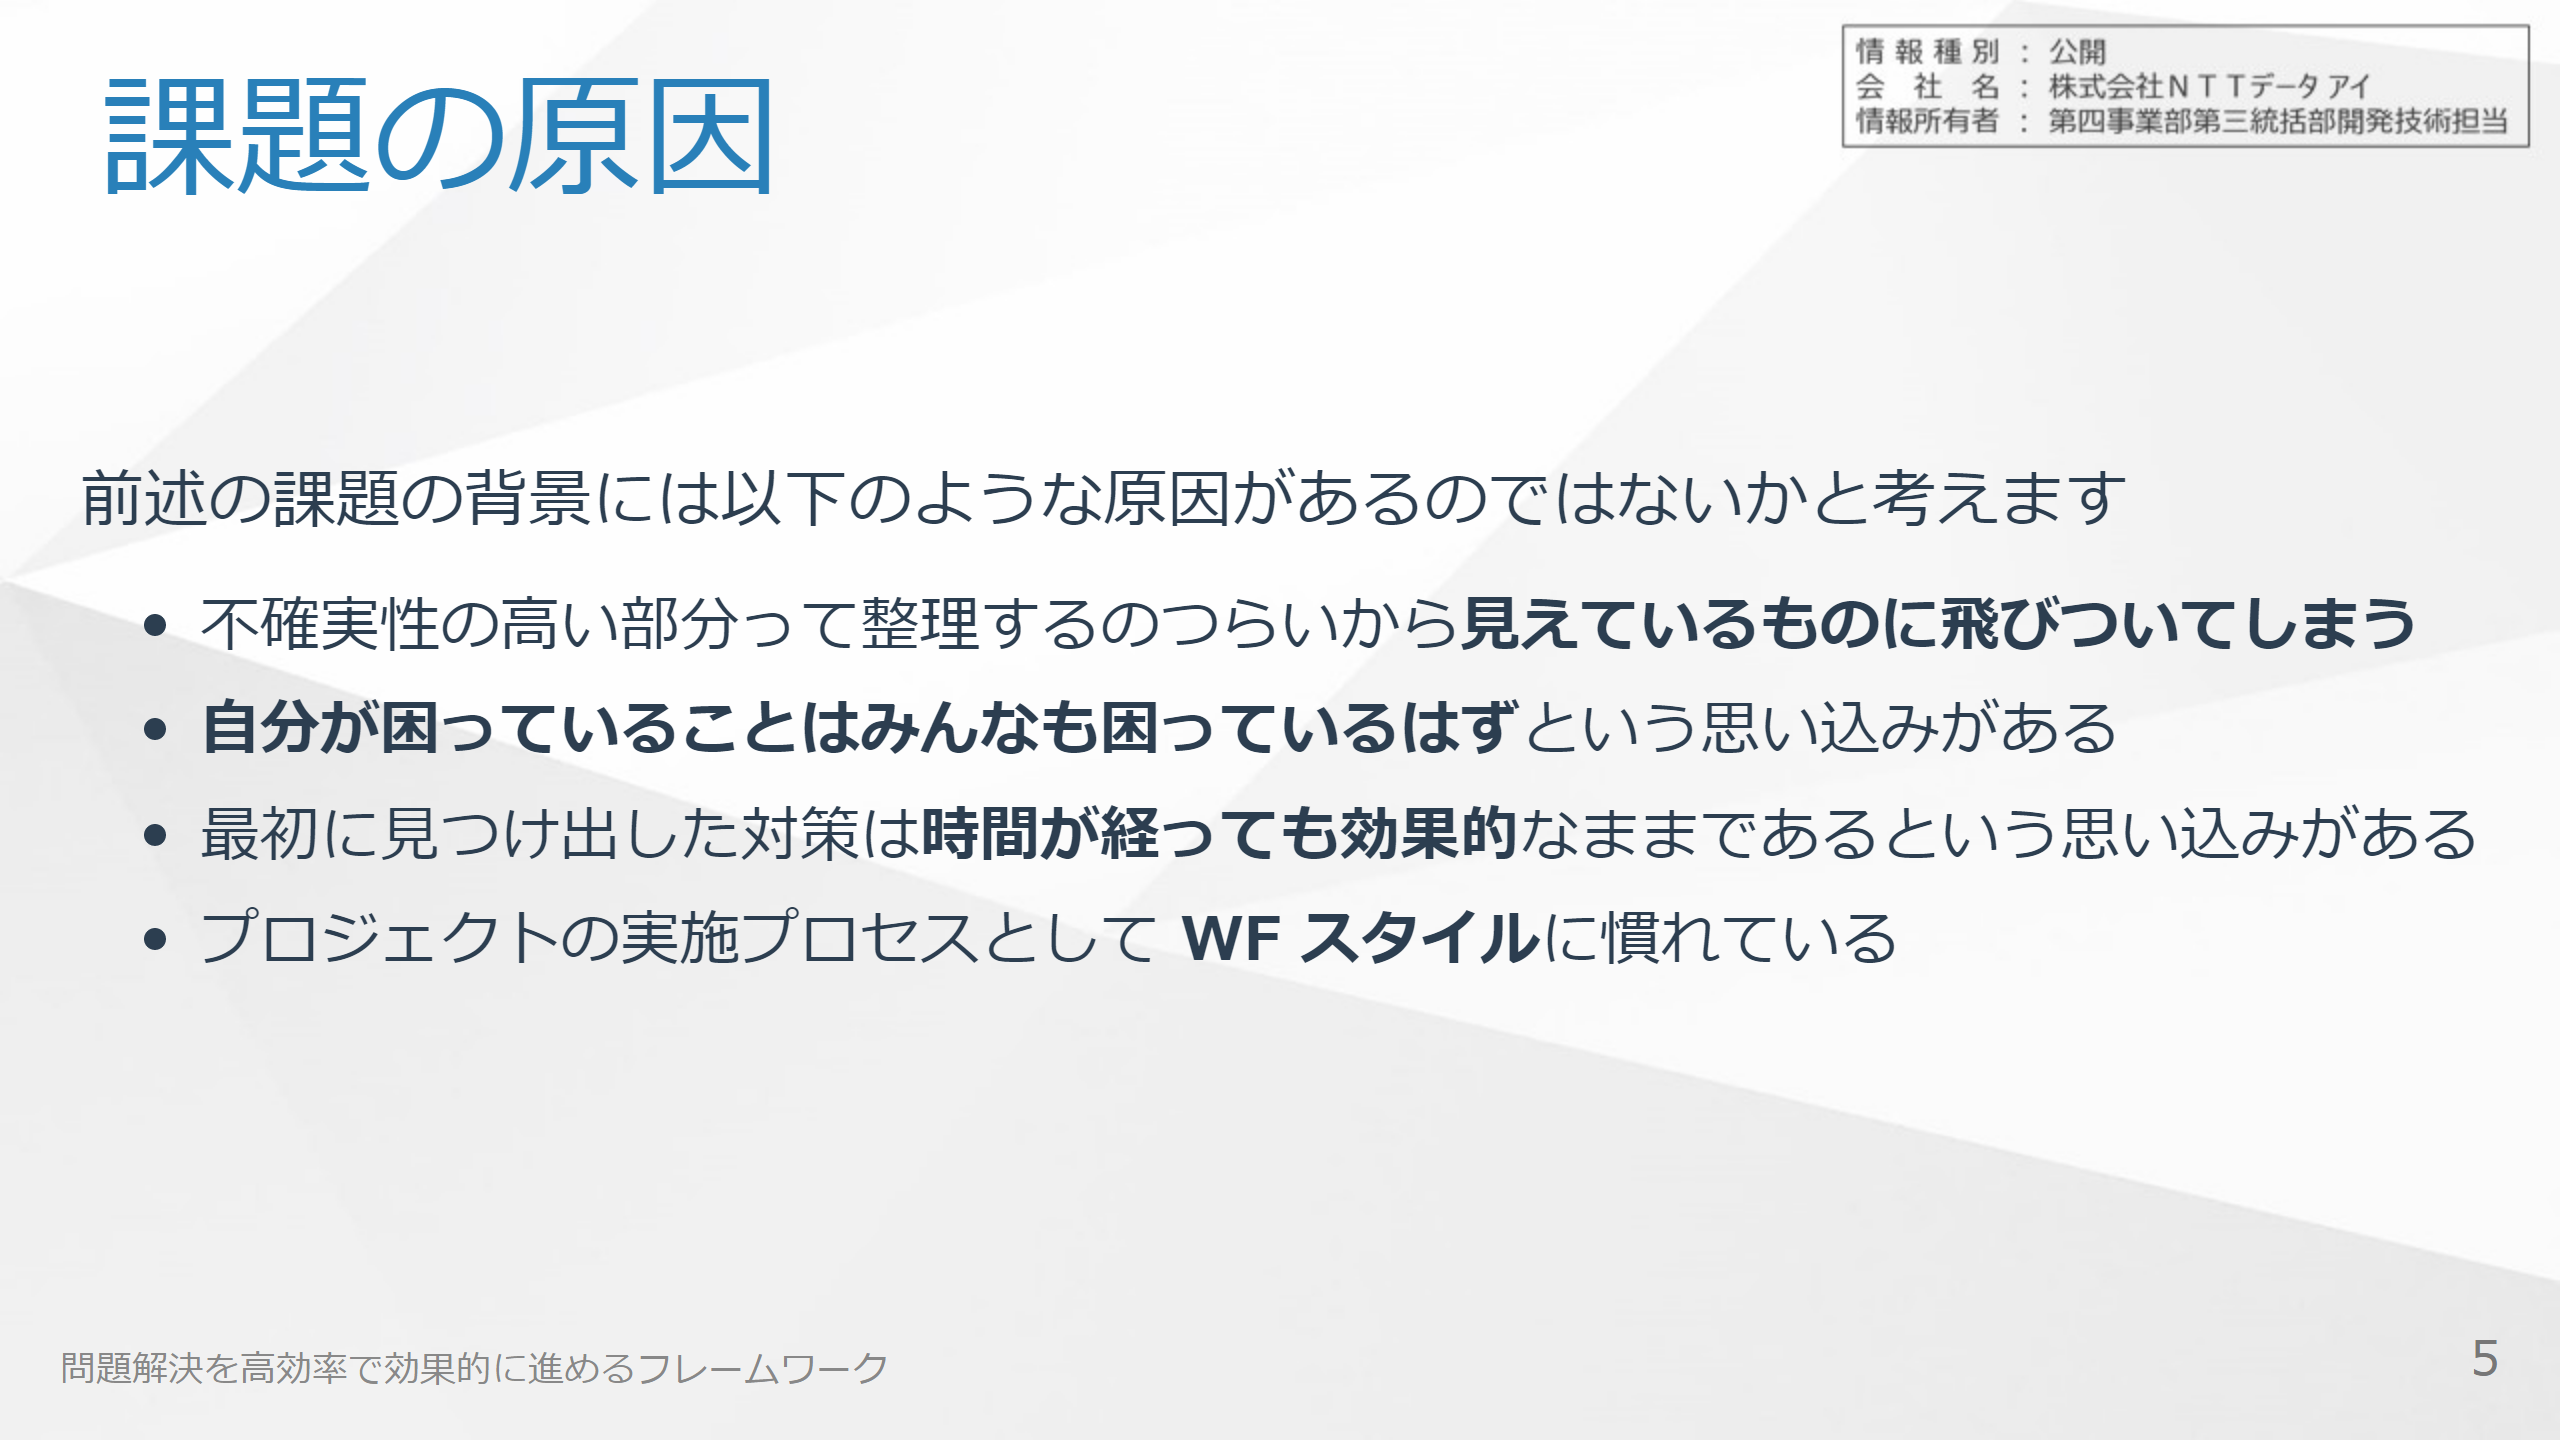 課題の原因
情報種別：公開
会社名：株式会社ＮＴＴデータ アイ
情報所有者：第四事業部第三統括部開発技術担当
前述の課題の背景には以下のような原因があるのではないかと考えます
• 不確実性の高い部分って整理するのつらいから見えているものに飛びついてしまう
• 自分が困っていることはみんなも困っているはずという思い込みがある
• 最初に見つけ出した対策は時間が経っても効果的なままであるという思い込みがある
• プロジェクトの実施プロセスとして WF スタイルに慣れている
問題解決を高効率で効果的に進めるフレームワーク
5